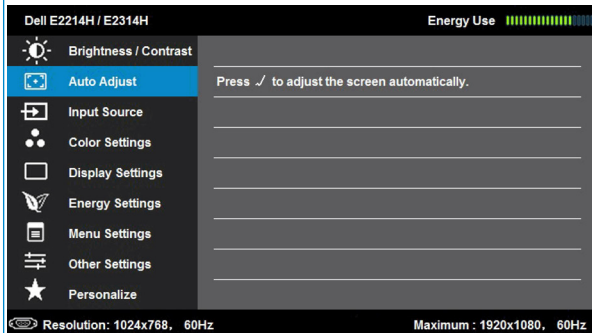 Dell E2214H / E2314H Energy Use
Brightness / Contrast
Auto Adjust Press ✓ to adjust the screen automatically.
Input Source
Color Settings
Display Settings
Energy Settings
Menu Settings
Other Settings
Personalize
Resolution: 1024x768, 60Hz Maximum : 1920x1080, 60Hz